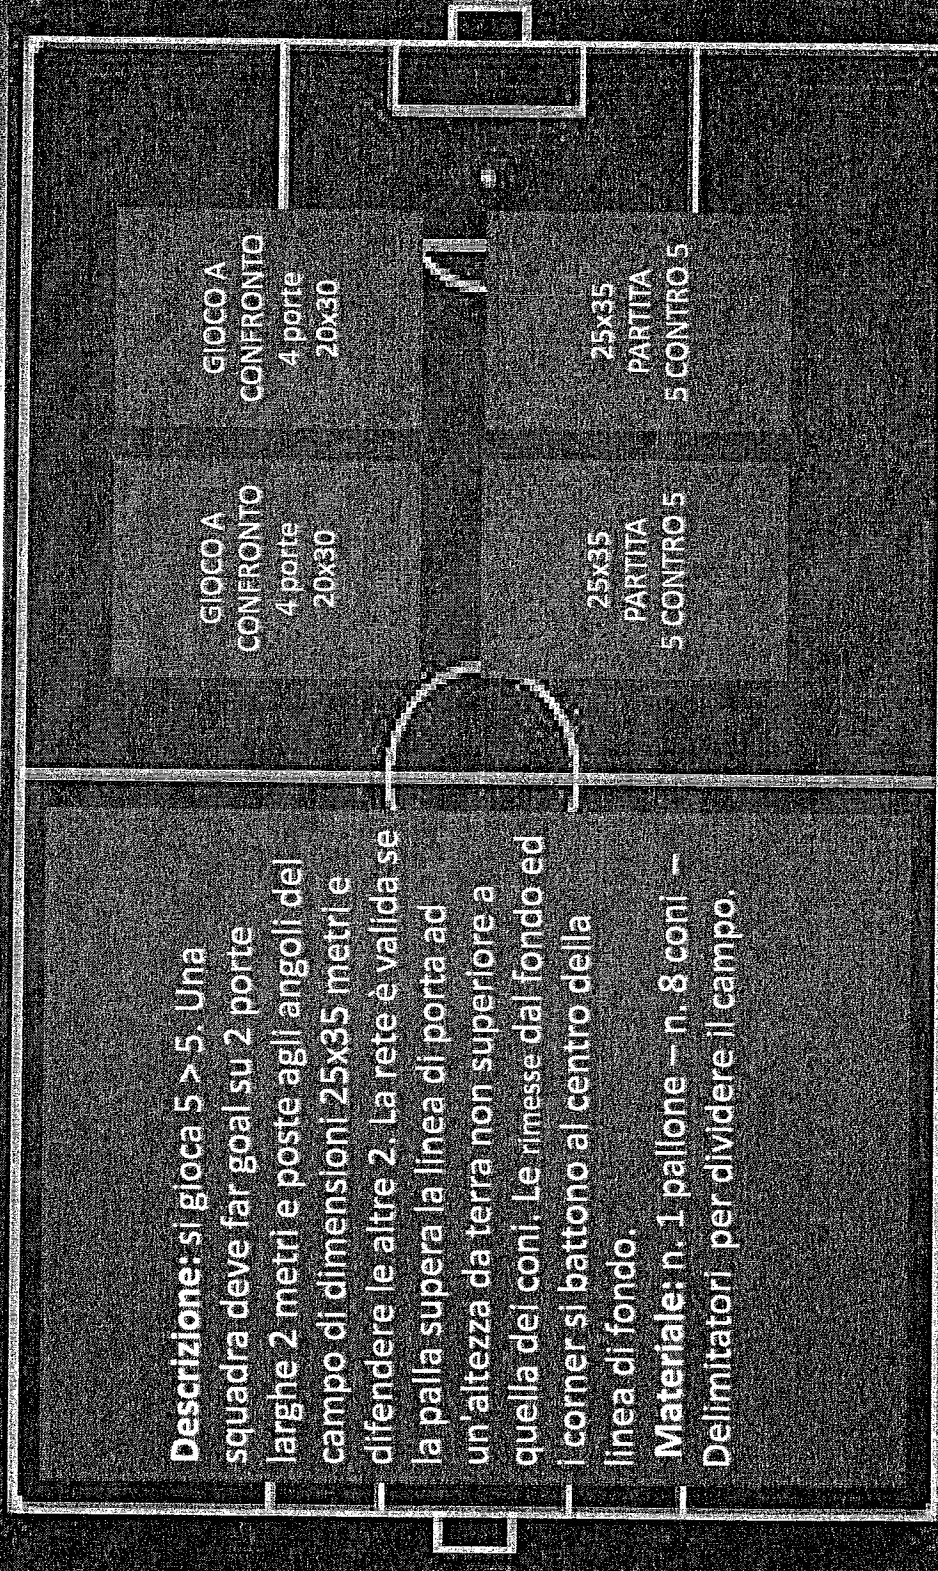 Descrizione: si gioca 5 > 5. Una
squadra deve far goal su 2 porte
larghe 2 metri e poste agli angoli del
campo di dimensioni 25x35 metri e
difendere le altre 2. La rete è valida se
la palla supera la linea di porta ad
un'altezza da terra non superiore a
quella dei coni. Le rimesse dal fondo ed
i corner si battono al centro della
linea di fondo.
Materiale: n. 1 pallone – n. 8 coni –
Delimitatori per dividere il campo.
GIOCO A
CONFRONTO
4 porte
20x30
GIOCO A
CONFRONTO
4 porte
20x30
25x35
PARTITA
5 CONTRO 5
25x35
PARTITA
5 CONTRO 5